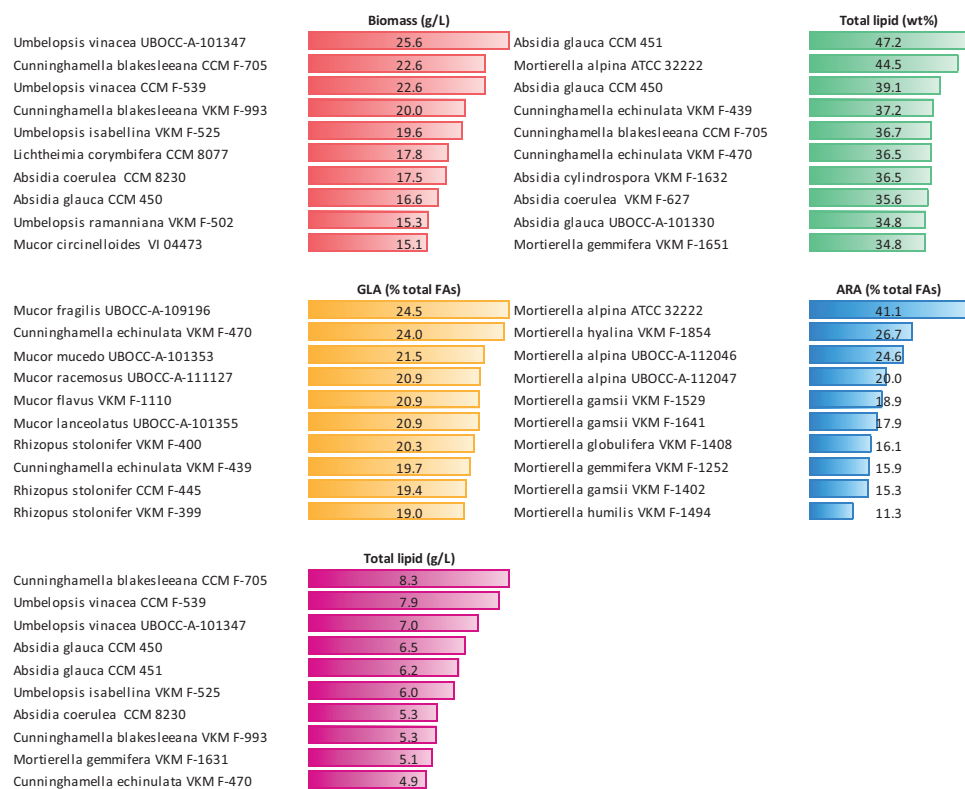 Biomass (g/L)
Umbelopsis vinacea UBOCC-A-101347 25.6
Cunninghamella blakesleeana CCM F-705 22.6
Umbelopsis vinacea CCM F-539 22.6
Cunninghamella blakesleeana VKM F-993 20.0
Umbelopsis isabellina VKM F-525 19.6
Lichtheimia corymbifera CCM 8077 17.8
Absidia coerulea CCM 8230 17.5
Absidia glauca CCM 450 16.6
Umbelopsis ramanniana VKM F-502 15.3
Mucor circinelloides VI 04473 15.1
Total lipid (wt%)
Absidia glauca CCM 451 47.2
Mortierella alpina ATCC 32222 44.5
Absidia glauca CCM 450 39.1
Cunninghamella echinulata VKM F-439 37.2
Cunninghamella blakesleeana CCM F-705 36.7
Cunninghamella echinulata VKM F-470 36.5
Absidia cylindrospora VKM F-1632 36.5
Absidia coerulea VKM F-627 35.6
Absidia glauca UBOCC-A-101330 34.8
Mortierella gemmifera VKM F-1651 34.8
GLA (% total FAs)
Mucor fragilis UBOCC-A-109196 24.5
Cunninghamella echinulata VKM F-470 24.0
Mucor mucedo UBOCC-A-101353 21.5
Mucor racemosus UBOCC-A-111127 20.9
Mucor flavus VKM F-1110 20.9
Mucor lanceolatus UBOCC-A-101355 20.9
Rhizopus stolonifer VKM F-400 20.3
Cunninghamella echinulata VKM F-439 19.7
Rhizopus stolonifer CCM F-445 19.4
Rhizopus stolonifer VKM F-399 19.0
ARA (% total FAs)
Mortierella alpina ATCC 32222 41.1
Mortierella hyalina VKM F-1854 26.7
Mortierella alpina UBOCC-A-112046 24.6
Mortierella alpina UBOCC-A-112047 20.0
Mortierella gamsii VKM F-1529 18.9
Mortierella gamsii VKM F-1641 17.9
Mortierella globulifera VKM F-1408 16.1
Mortierella gemmifera VKM F-1252 15.9
Mortierella gamsii VKM F-1402 15.3
Mortierella humilis VKM F-1494 11.3
Total lipid (g/L)
Cunninghamella blakesleeana CCM F-705 8.3
Umbelopsis vinacea CCM F-539 7.9
Umbelopsis vinacea UBOCC-A-101347 7.0
Absidia glauca CCM 450 6.5
Absidia glauca CCM 451 6.2
Umbelopsis isabellina VKM F-525 6.0
Absidia coerulea CCM 8230 5.3
Cunninghamella blakesleeana VKM F-993 5.3
Mortierella gemmifera VKM F-1631 5.1
Cunninghamella echinulata VKM F-470 4.9